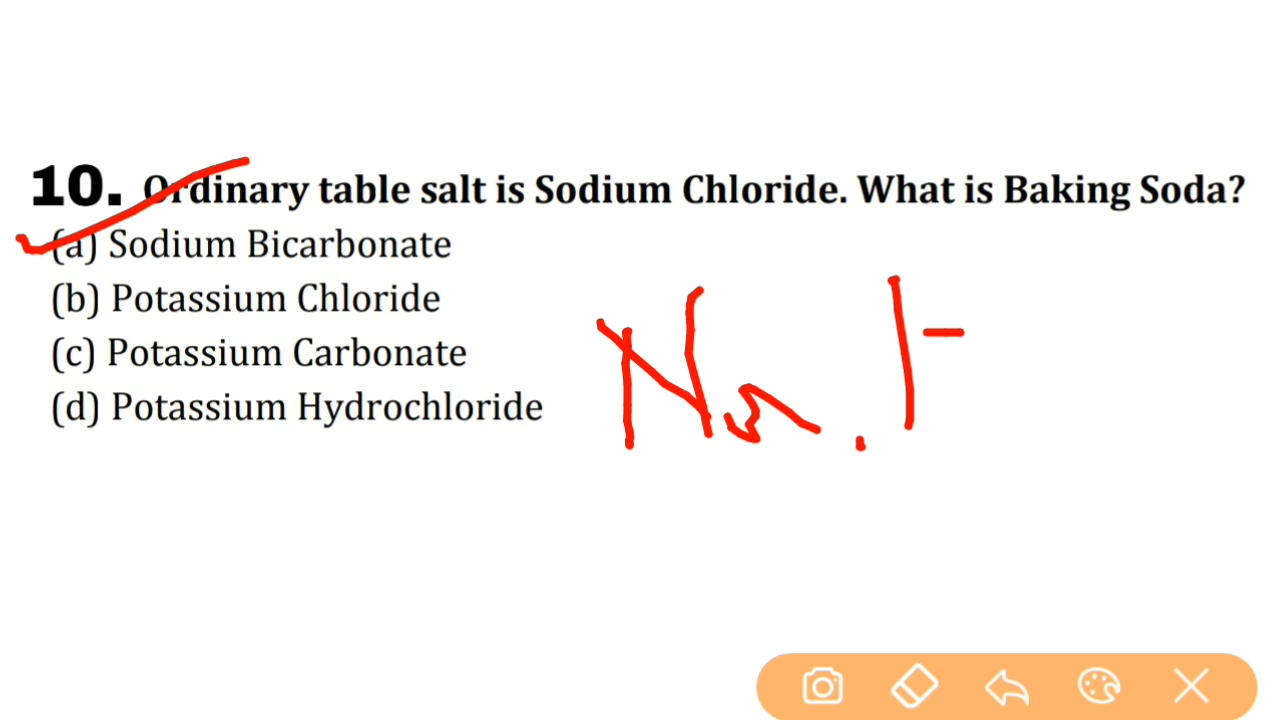 10. Ordinary table salt is Sodium Chloride. What is Baking Soda?
(a) Sodium Bicarbonate
(b) Potassium Chloride
(c) Potassium Carbonate
(d) Potassium Hydrochloride
Na